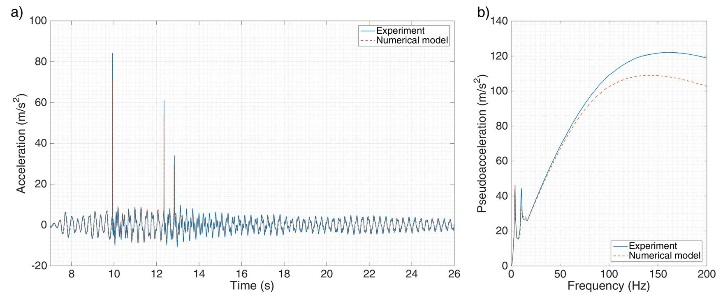 a)
100
80
60
40
20
0
-20
Acceleration (m/s²)
8 10 12 14 16 18 20 22 24 26
Time (s)
Experiment
Numerical model
b)
140
120
100
80
60
40
20
0
Pseudoacceleration (m/s²)
0 50 100 150 200
Frequency (Hz)
Experiment
Numerical model